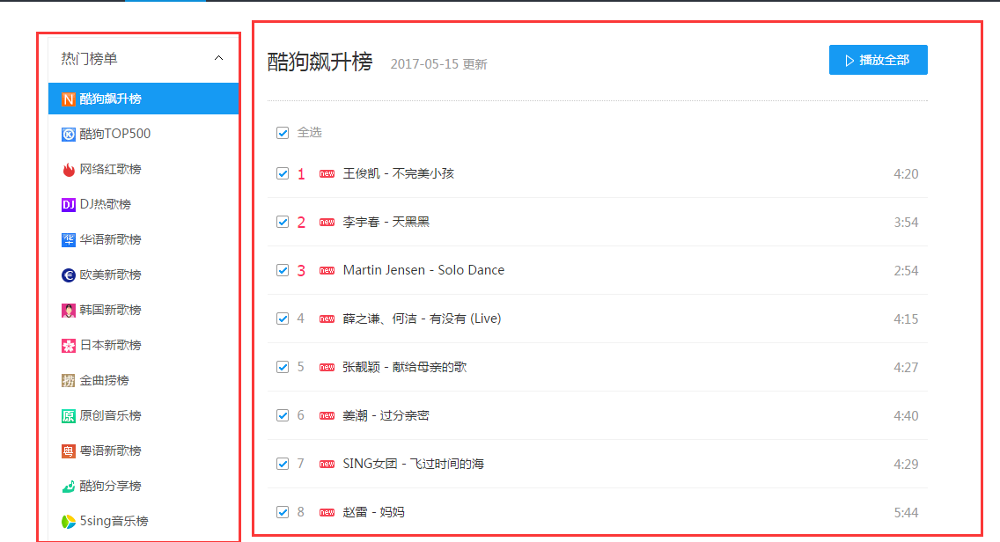 热门榜单
N 酷狗飙升榜
酷狗TOP500
网络红歌榜
DJ DJ热歌榜
华 华语新歌榜
€ 欧美新歌榜
韩国新歌榜
日本新歌榜
捞 金曲捞榜
原 原创音乐榜
粤 粤语新歌榜
酷狗分享榜
5sing音乐榜
酷狗飙升榜 2017-05-15 更新 播放全部
全选
1 new 王俊凯 - 不完美小孩 4:20
2 new 李宇春 - 天黑黑 3:54
3 new Martin Jensen - Solo Dance 2:54
4 new 薛之谦、何洁 - 有没有 (Live) 4:15
5 new 张靓颖 - 献给母亲的歌 4:27
6 new 姜潮 - 过分亲密 4:40
7 new SING女团 - 飞过时间的海 4:29
8 new 赵雷 - 妈妈 5:44